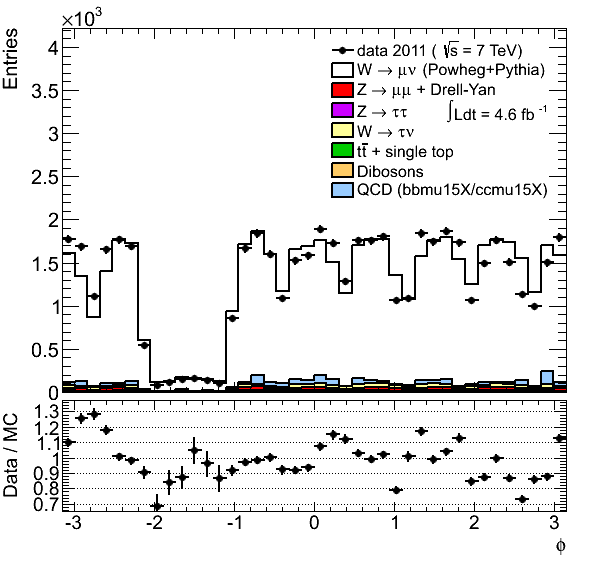 ×10³
Entries
4
3.5
3
2.5
2
1.5
1
0.5
0
data 2011 ( √s = 7 TeV)
W → μν (Powheg+Pythia)
Z → μμ + Drell-Yan
Z → ττ
∫Ldt = 4.6 fb⁻¹
W → τν
tt̅ + single top
Dibosons
QCD (bbmu15X/ccmu15X)
Data / MC
1.3
1.2
1.1
1
0.9
0.8
0.7
-3 -2 -1 0 1 2 3
ϕ